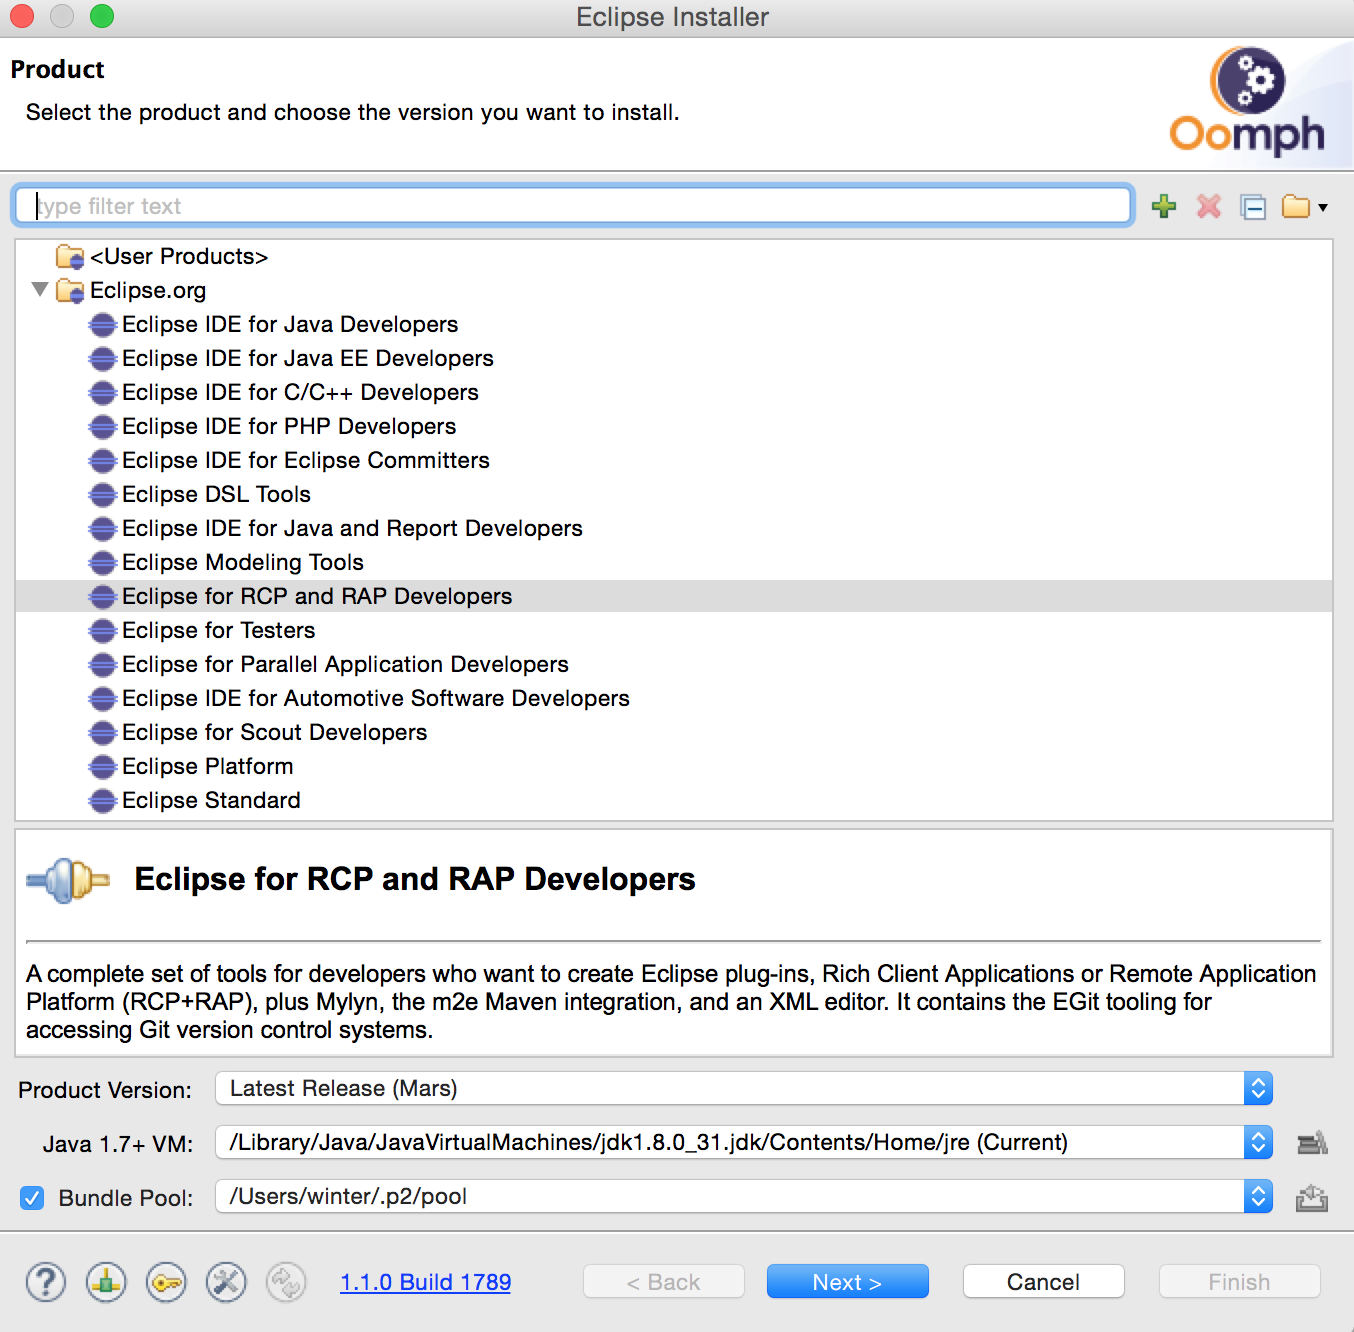 Eclipse Installer
Product
Select the product and choose the version you want to install.
Oomph
type filter text
<User Products>
Eclipse.org
Eclipse IDE for Java Developers
Eclipse IDE for Java EE Developers
Eclipse IDE for C/C++ Developers
Eclipse IDE for PHP Developers
Eclipse IDE for Eclipse Committers
Eclipse DSL Tools
Eclipse IDE for Java and Report Developers
Eclipse Modeling Tools
Eclipse for RCP and RAP Developers
Eclipse for Testers
Eclipse for Parallel Application Developers
Eclipse IDE for Automotive Software Developers
Eclipse for Scout Developers
Eclipse Platform
Eclipse Standard
Eclipse for RCP and RAP Developers
A complete set of tools for developers who want to create Eclipse plug-ins, Rich Client Applications or Remote Application
Platform (RCP+RAP), plus Mylyn, the m2e Maven integration, and an XML editor. It contains the EGit tooling for
accessing Git version control systems.
Product Version: Latest Release (Mars)
Java 1.7+ VM: /Library/Java/JavaVirtualMachines/jdk1.8.0_31.jdk/Contents/Home/jre (Current)
Bundle Pool: /Users/winter/.p2/pool
? 1.1.0 Build 1789 < Back Next > Cancel Finish